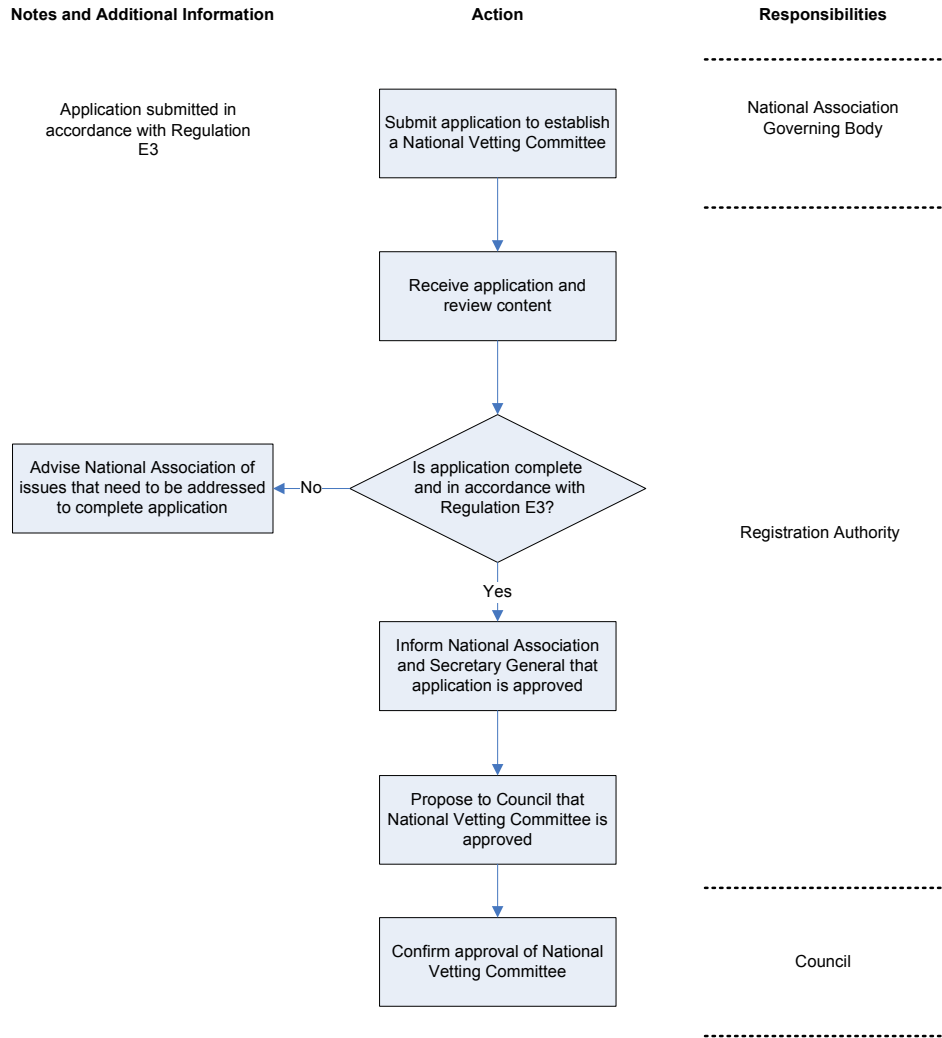 Notes and Additional Information
Action
Responsibilities
Application submitted in
accordance with Regulation
E3
Submit application to establish
a National Vetting Committee
National Association
Governing Body
Receive application and
review content
Advise National Association of
issues that need to be addressed
to complete application
No
Is application complete
and in accordance with
Regulation E3?
Registration Authority
Yes
Inform National Association
and Secretary General that
application is approved
Propose to Council that
National Vetting Committee is
approved
Confirm approval of National
Vetting Committee
Council